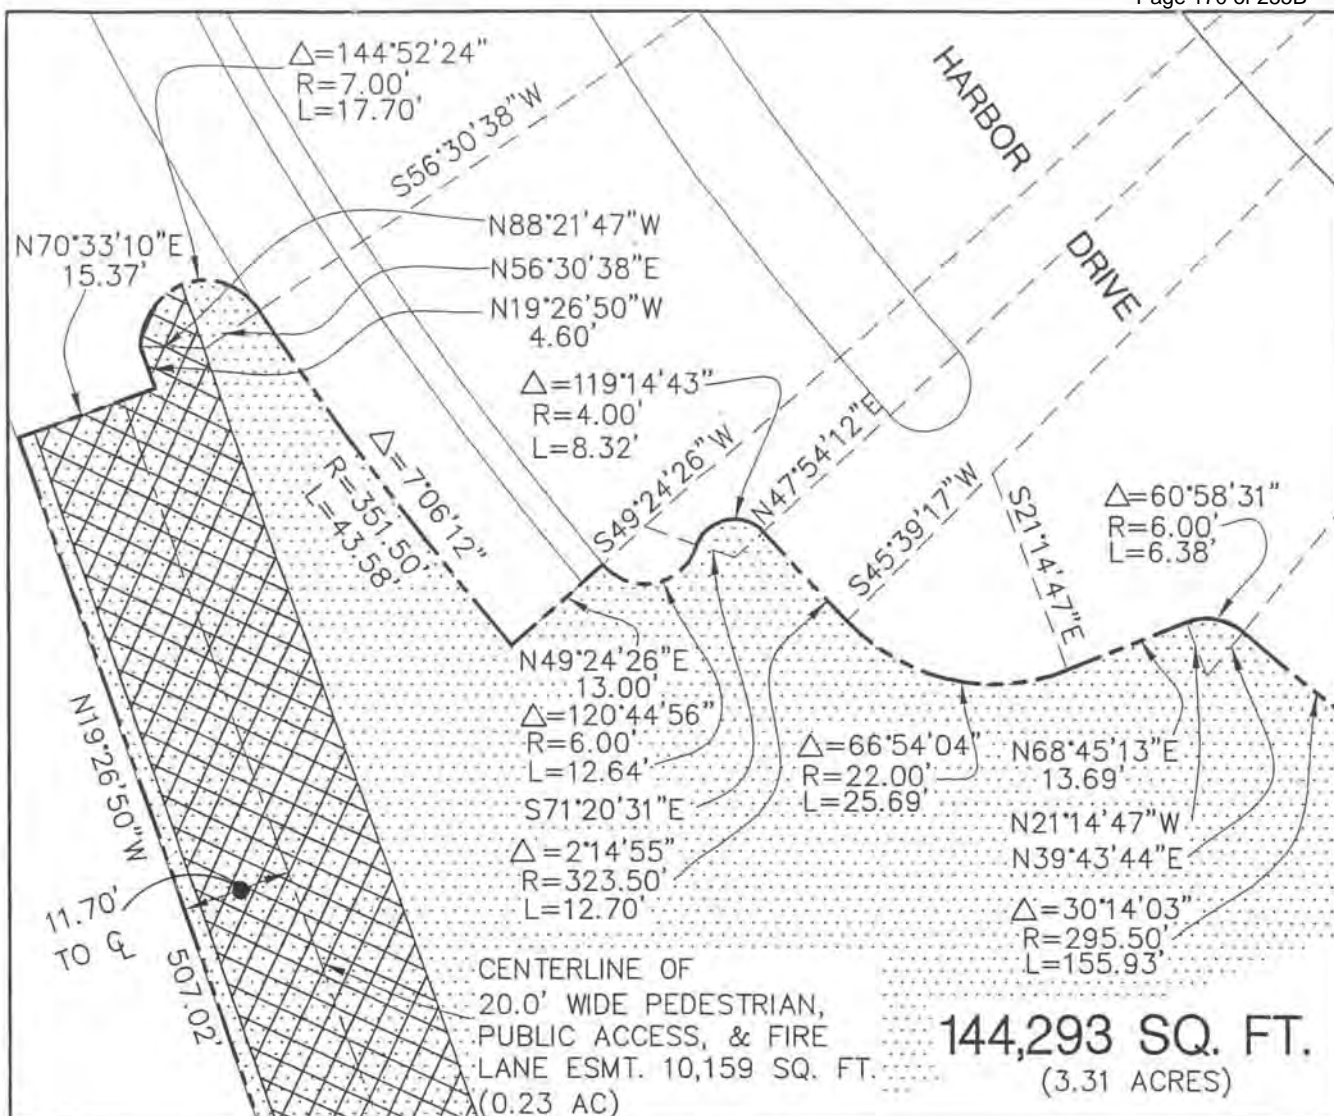 Δ=144°52'24"
R=7.00'
L=17.70'
S56°30'38"W
HARBOR
DRIVE
N70°33'10"E
15.37'
N88°21'47"W
N56°30'38"E
N19°26'50"W
4.60'
Δ=119°14'43"
R=4.00'
L=8.32'
Δ=7°06'12"
R=351.50'
L=43.58'
S49°24'26"W
N47°54'12"E
S45°39'17"W
S21°14'47"E
Δ=60°58'31"
R=6.00'
L=6.38'
N49°24'26"E
13.00'
Δ=120°44'56"
R=6.00'
L=12.64'
S71°20'31"E
Δ=2°14'55"
R=323.50'
L=12.70'
Δ=66°54'04"
R=22.00'
L=25.69'
N68°45'13"E
13.69'
N21°14'47"W
N39°43'44"E
Δ=30°14'03"
R=295.50'
L=155.93'
N19°26'50"W
507.02'
11.70'
TO ℄
CENTERLINE OF
20.0' WIDE PEDESTRIAN,
PUBLIC ACCESS, & FIRE
LANE ESMT. 10,159 SQ. FT.
(0.23 AC)
144,293 SQ. FT.
(3.31 ACRES)